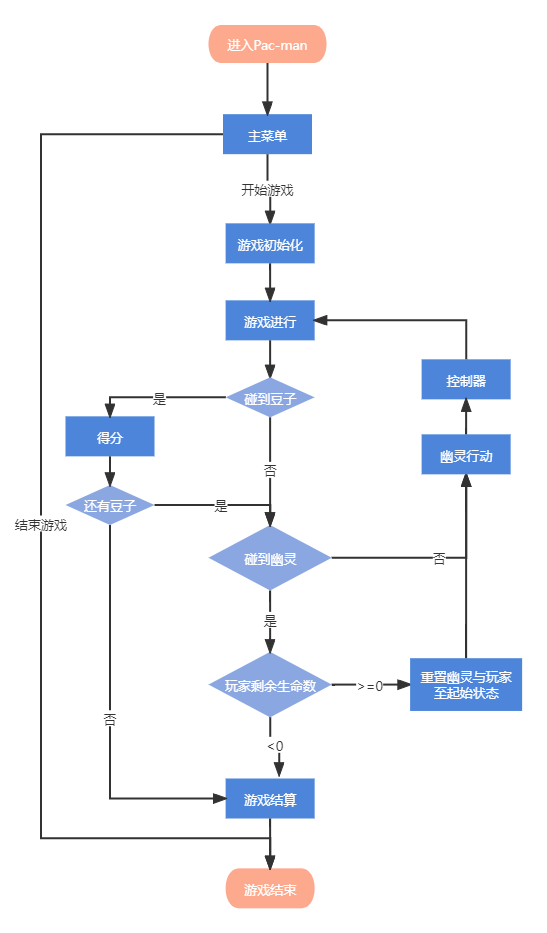 进入Pac-man
主菜单
开始游戏
游戏初始化
游戏进行
控制器
碰到豆子
是
得分
幽灵行动
否
还有豆子
是
结束游戏
碰到幽灵
否
是
玩家剩余生命数
>=0
重置幽灵与玩家
至起始状态
否
<0
游戏结算
游戏结束